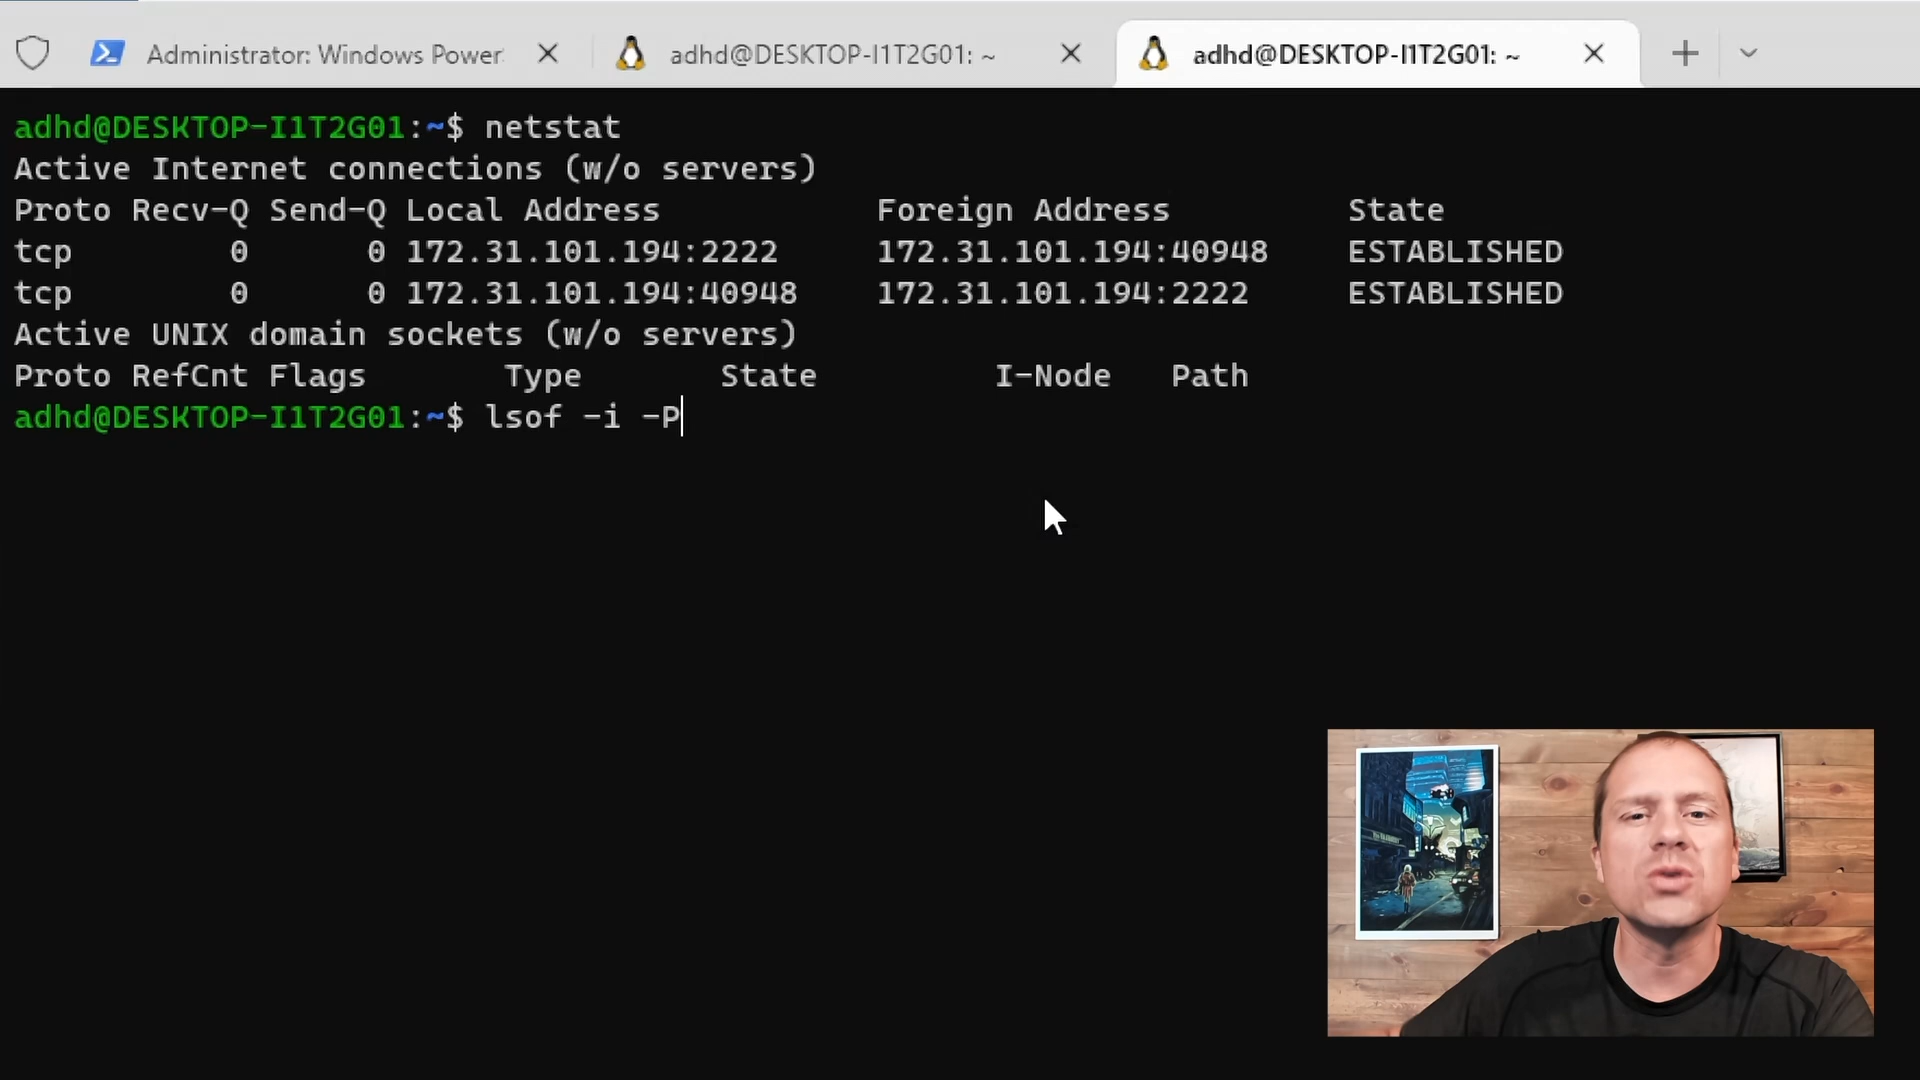 Administrator: Windows Power
adhd@DESKTOP-I1T2G01: ~
adhd@DESKTOP-I1T2G01: ~
adhd@DESKTOP-I1T2G01:~$ netstat
Active Internet connections (w/o servers)
Proto Recv-Q Send-Q Local Address Foreign Address State
tcp 0 0 172.31.101.194:2222 172.31.101.194:40948 ESTABLISHED
tcp 0 0 172.31.101.194:40948 172.31.101.194:2222 ESTABLISHED
Active UNIX domain sockets (w/o servers)
Proto RefCnt Flags Type State I-Node Path
adhd@DESKTOP-I1T2G01:~$ lsof -i -P